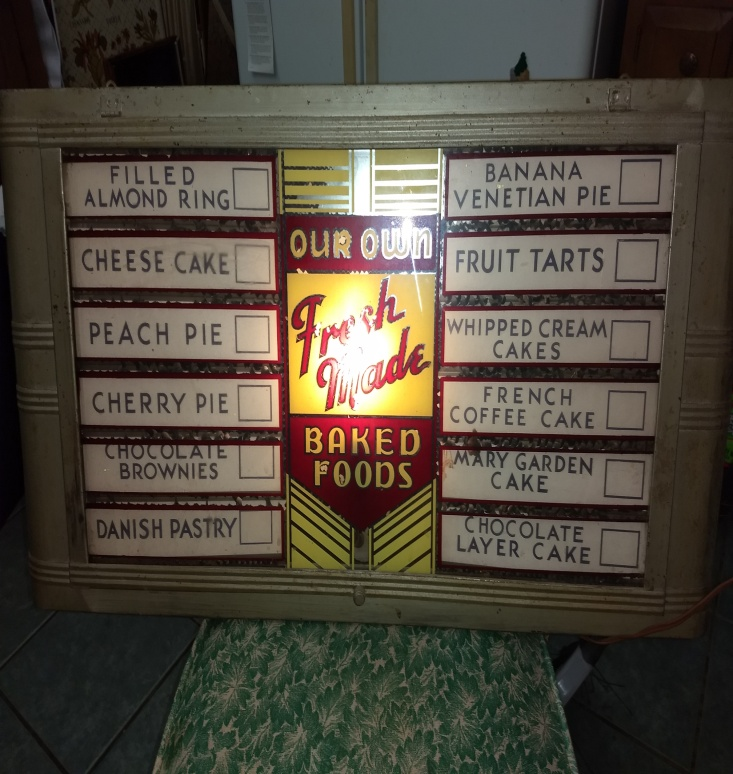 FILLED
ALMOND RING
CHEESE CAKE
PEACH PIE
CHERRY PIE
CHOCOLATE
BROWNIES
DANISH PASTRY
OUR OWN
Fresh
Made
BAKED
FOODS
BANANA
VENETIAN PIE
FRUIT TARTS
WHIPPED CREAM
CAKES
FRENCH
COFFEE CAKE
MARY GARDEN
CAKE
CHOCOLATE
LAYER CAKE